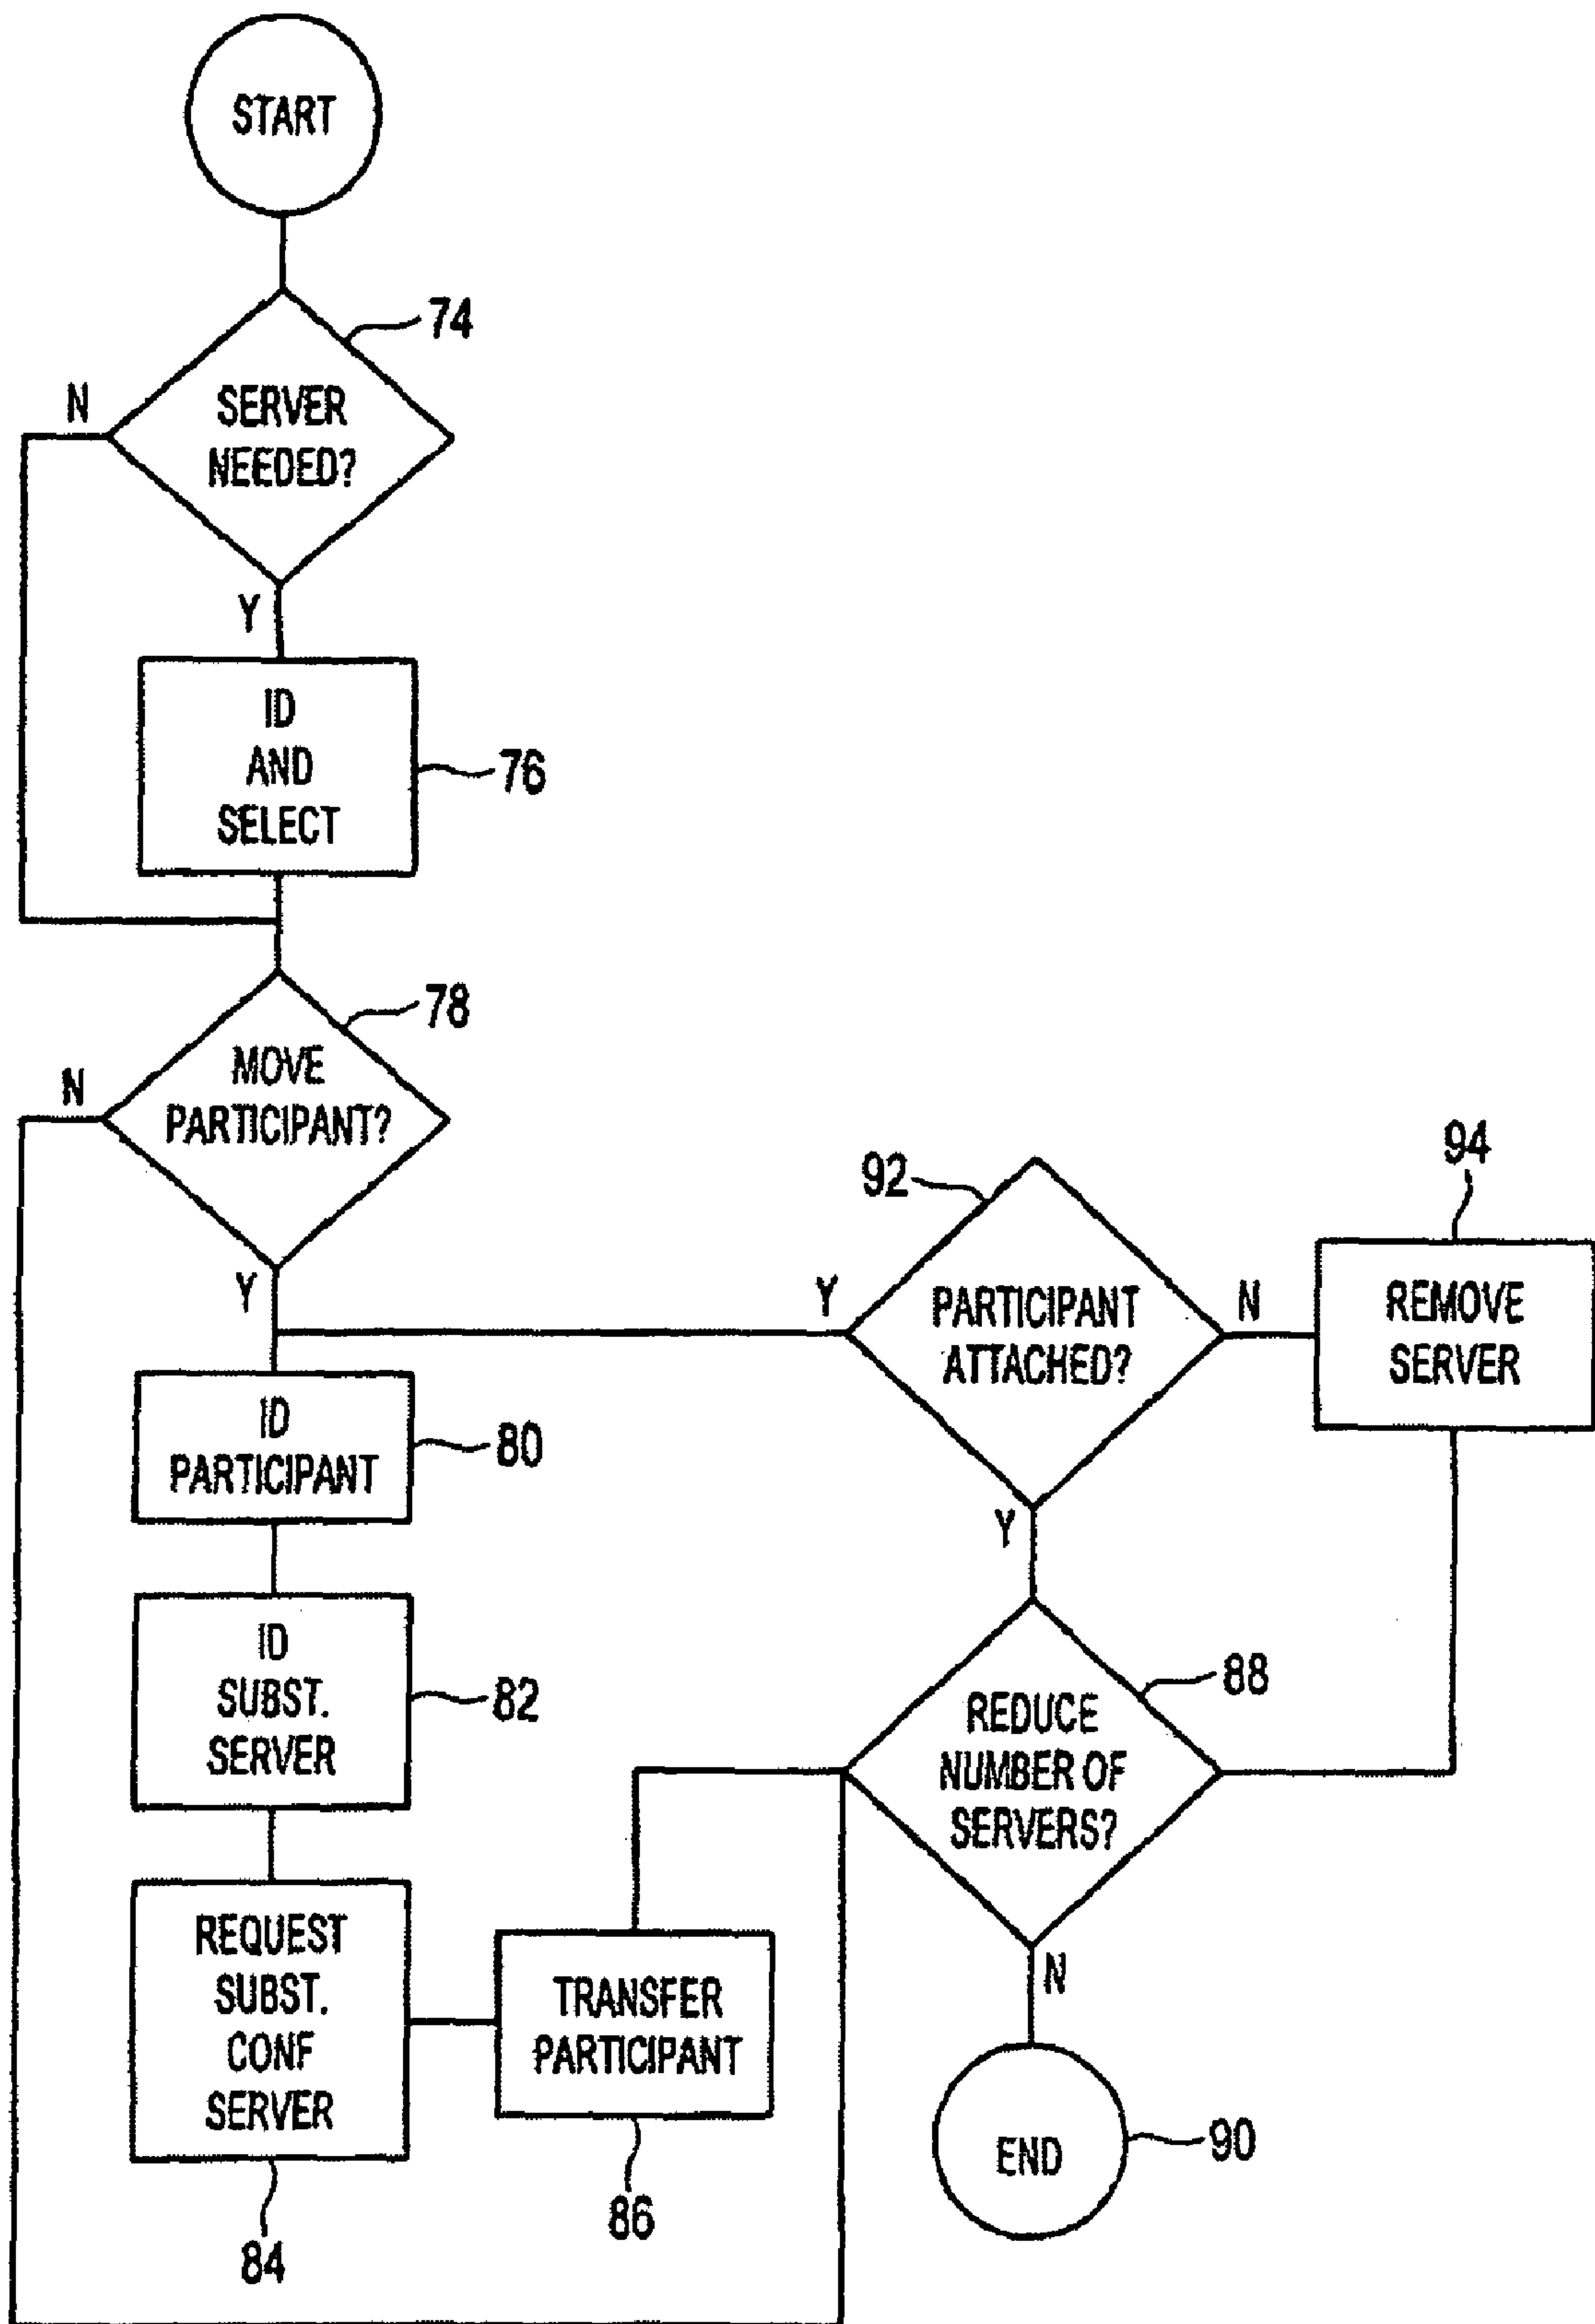 START
74
N
SERVER
NEEDED?
Y
ID
AND
SELECT
76
78
N
MOVE
PARTICIPANT?
Y
92
94
Y
PARTICIPANT
ATTACHED?
N
REMOVE
SERVER
ID
PARTICIPANT
80
Y
ID
SUBST.
SERVER
82
88
REDUCE
NUMBER OF
SERVERS?
REQUEST
SUBST.
CONF
SERVER
84
TRANSFER
PARTICIPANT
86
N
END
90